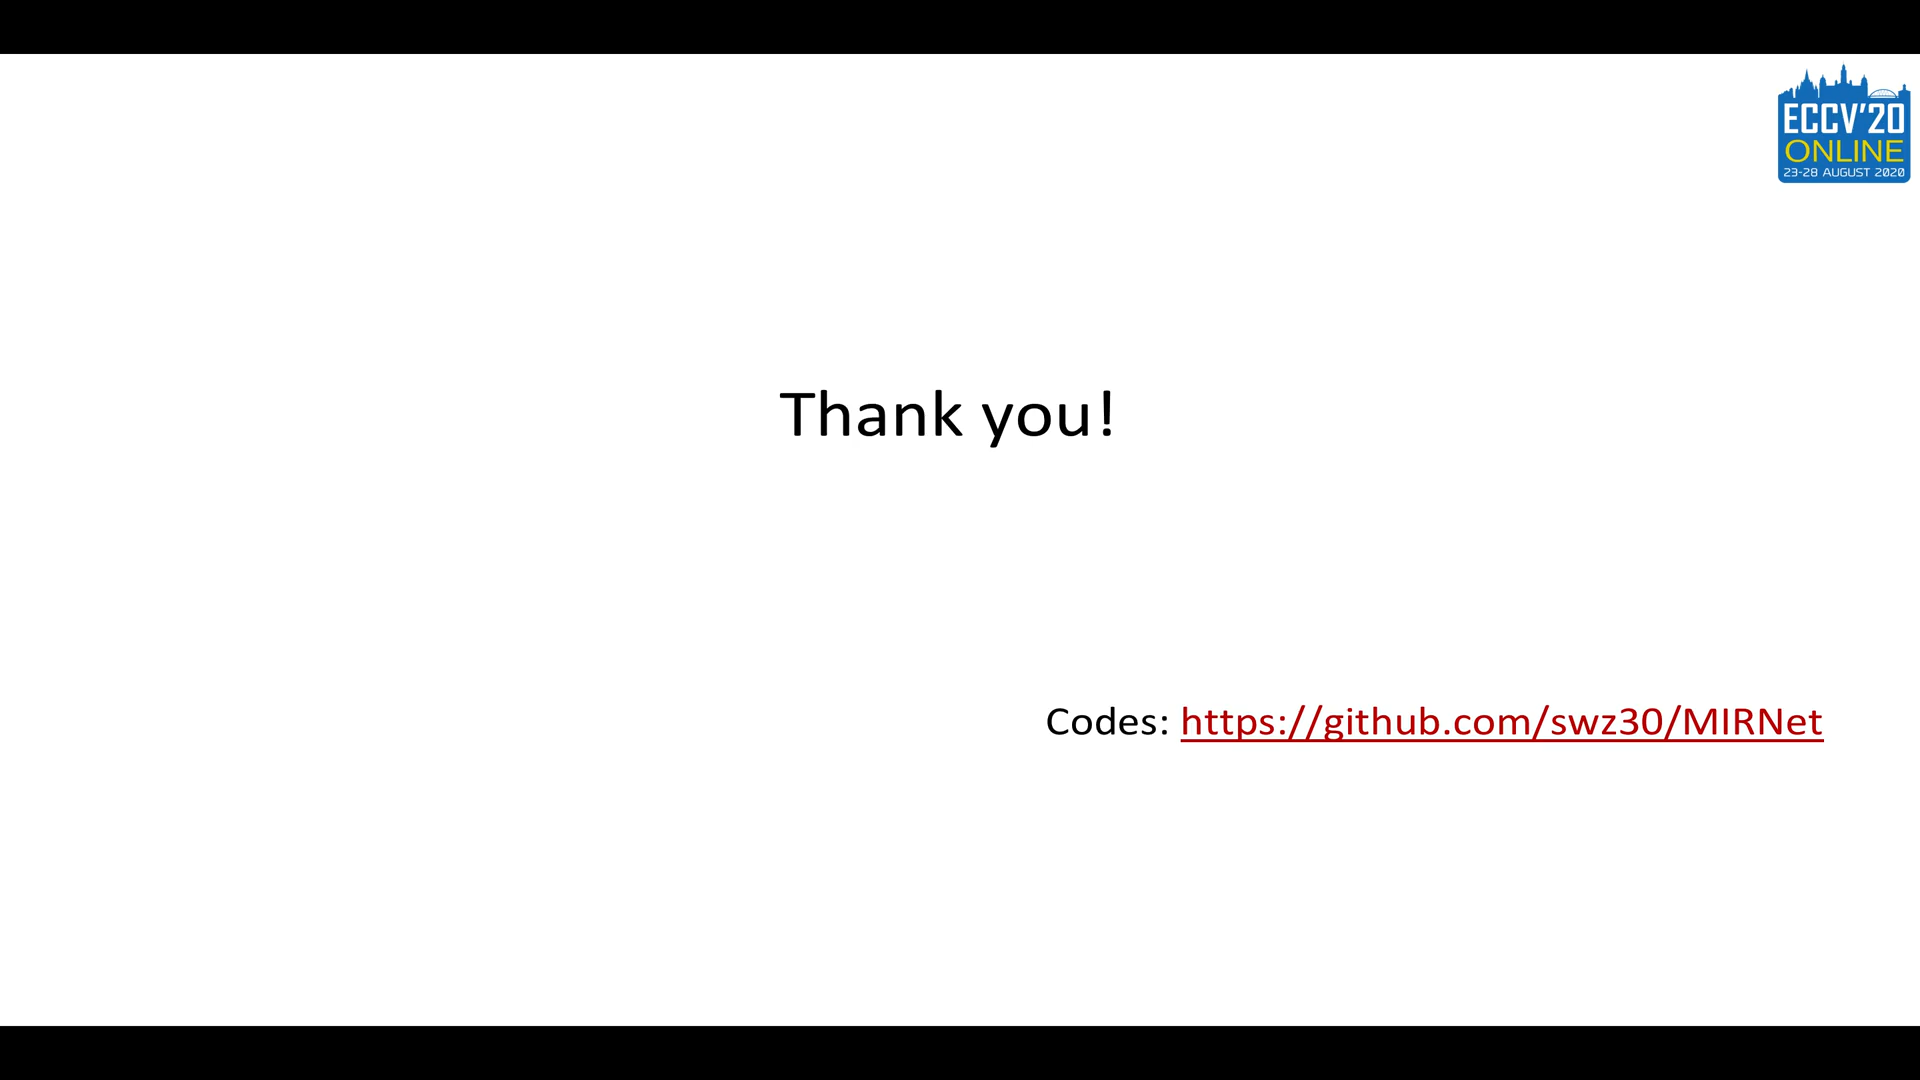 ECCV'20
ONLINE
23-28 AUGUST 2020
Thank you!
Codes: https://github.com/swz30/MIRNet